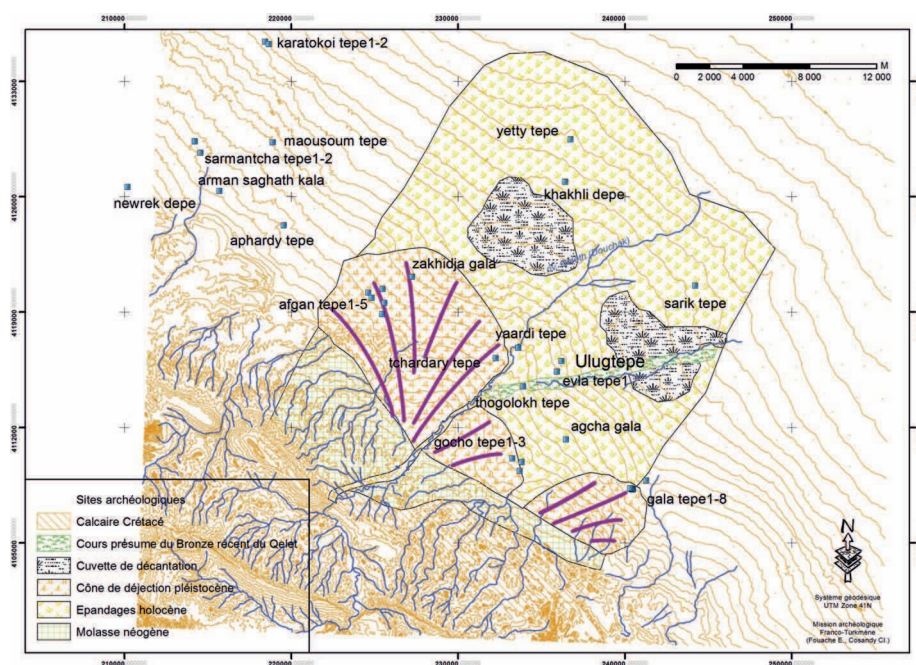 210000 220000 230000 240000 250000
karatokoi tepe1-2
M
0 2 000 4 000 8 000 12 000
4133000
yetty tepe
maousoum tepe
sarmantcha tepe1-2
arman saghath kala
khakhli depe
newrek depe
4126000
aphardy tepe
zakhidja gala
sarik tepe
afgan tepe1-5
4119000
yaardi tepe
tchardary tepe
Ulugtepe
evla tepe1
thogolokh tepe
4112000
agcha gala
gocho tepe1-3
gala tepe1-8
Sites archéologiques
Calcaire Crétacé
Cours présume du Bronze récent du Qelet
Cuvette de décantation
Cône de déjection pléistocène
Epandages holocène
Molasse néogène
4105000
N
Système géodésique
UTM Zone 41N
Mission archéologique
Franco-Turkmène
(Fouache E., Cosandy Cl.)
210000 220000 230000 240000 250000